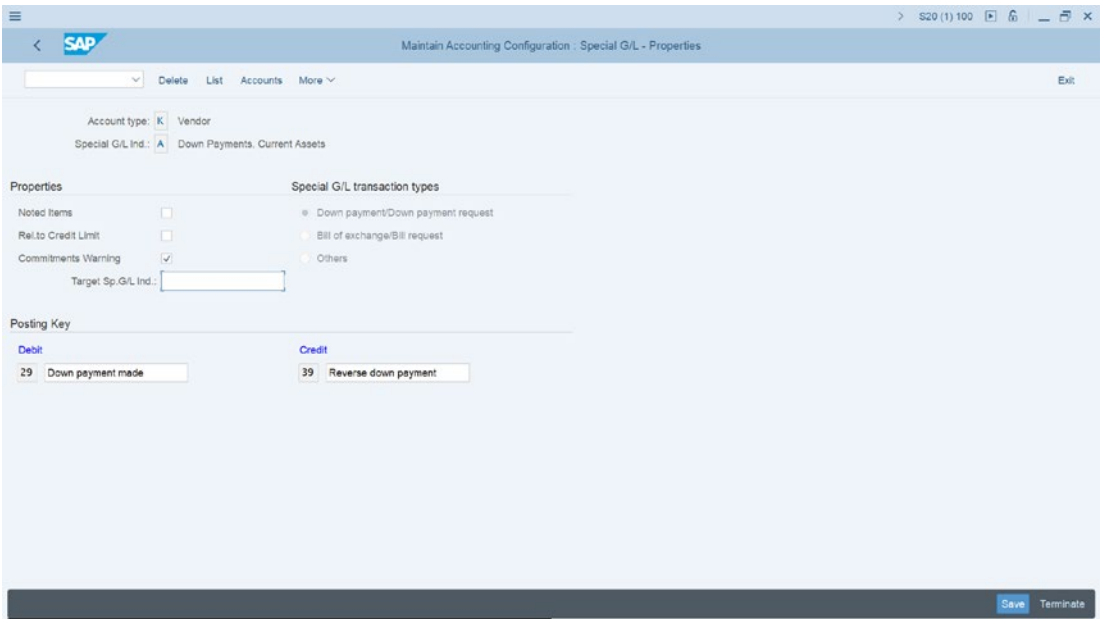 S20 (1) 100
SAP
Maintain Accounting Configuration : Special G/L - Properties
Delete List Accounts More Exit
Account type: K Vendor
Special G/L Ind.: A Down Payments, Current Assets
Properties Special G/L transaction types
Noted Items Down payment/Down payment request
Rel.to Credit Limit Bill of exchange/Bill request
Commitments Warning Others
Target Sp.G/L Ind.:
Posting Key
Debit Credit
29 Down payment made 39 Reverse down payment
Save Terminate